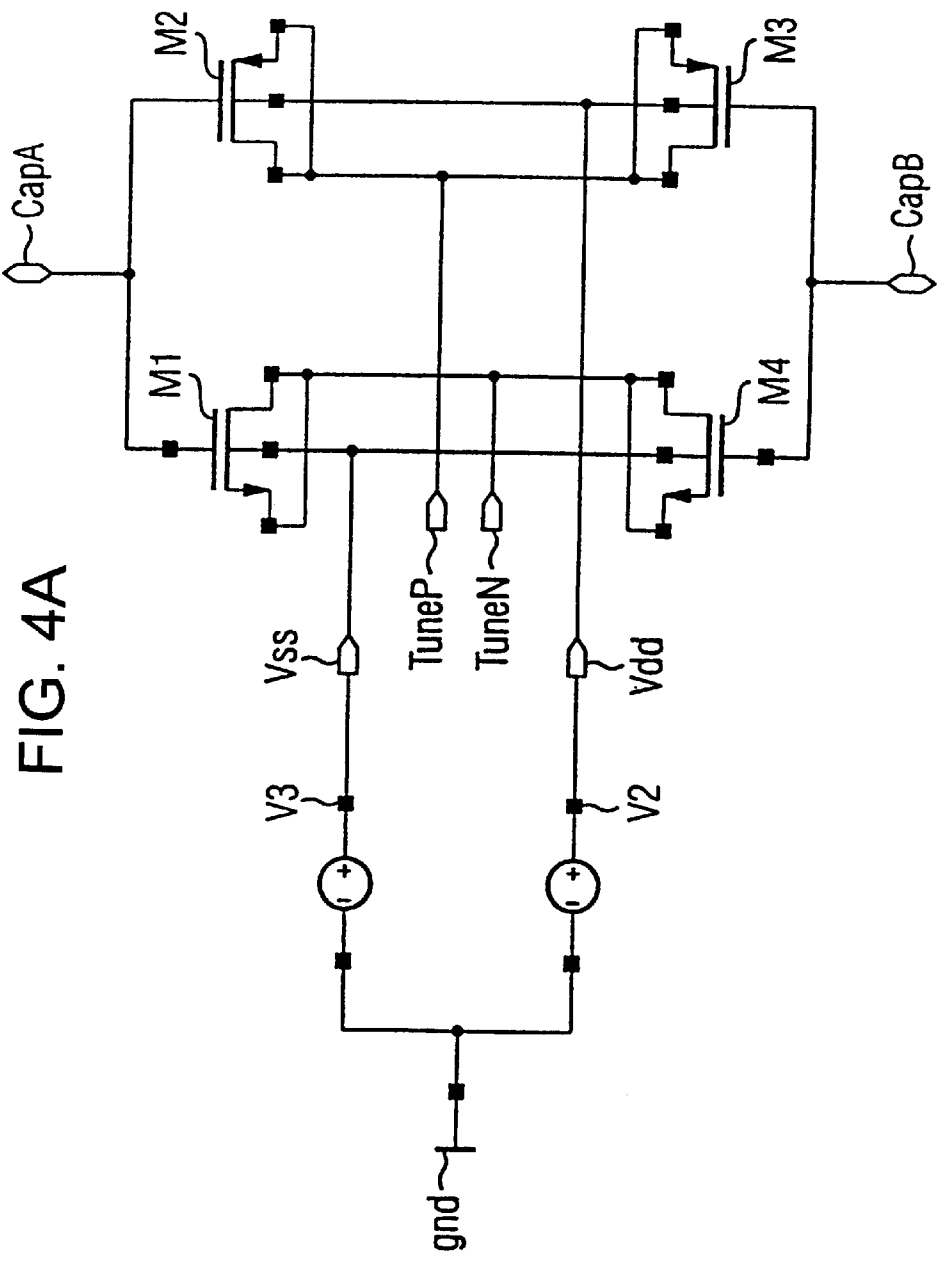 FIG. 4A
CapA
M1
M2
Vss
V3
+
-
TuneP
TuneN
gnd
Vdd
V2
+
-
M4
M3
CapB